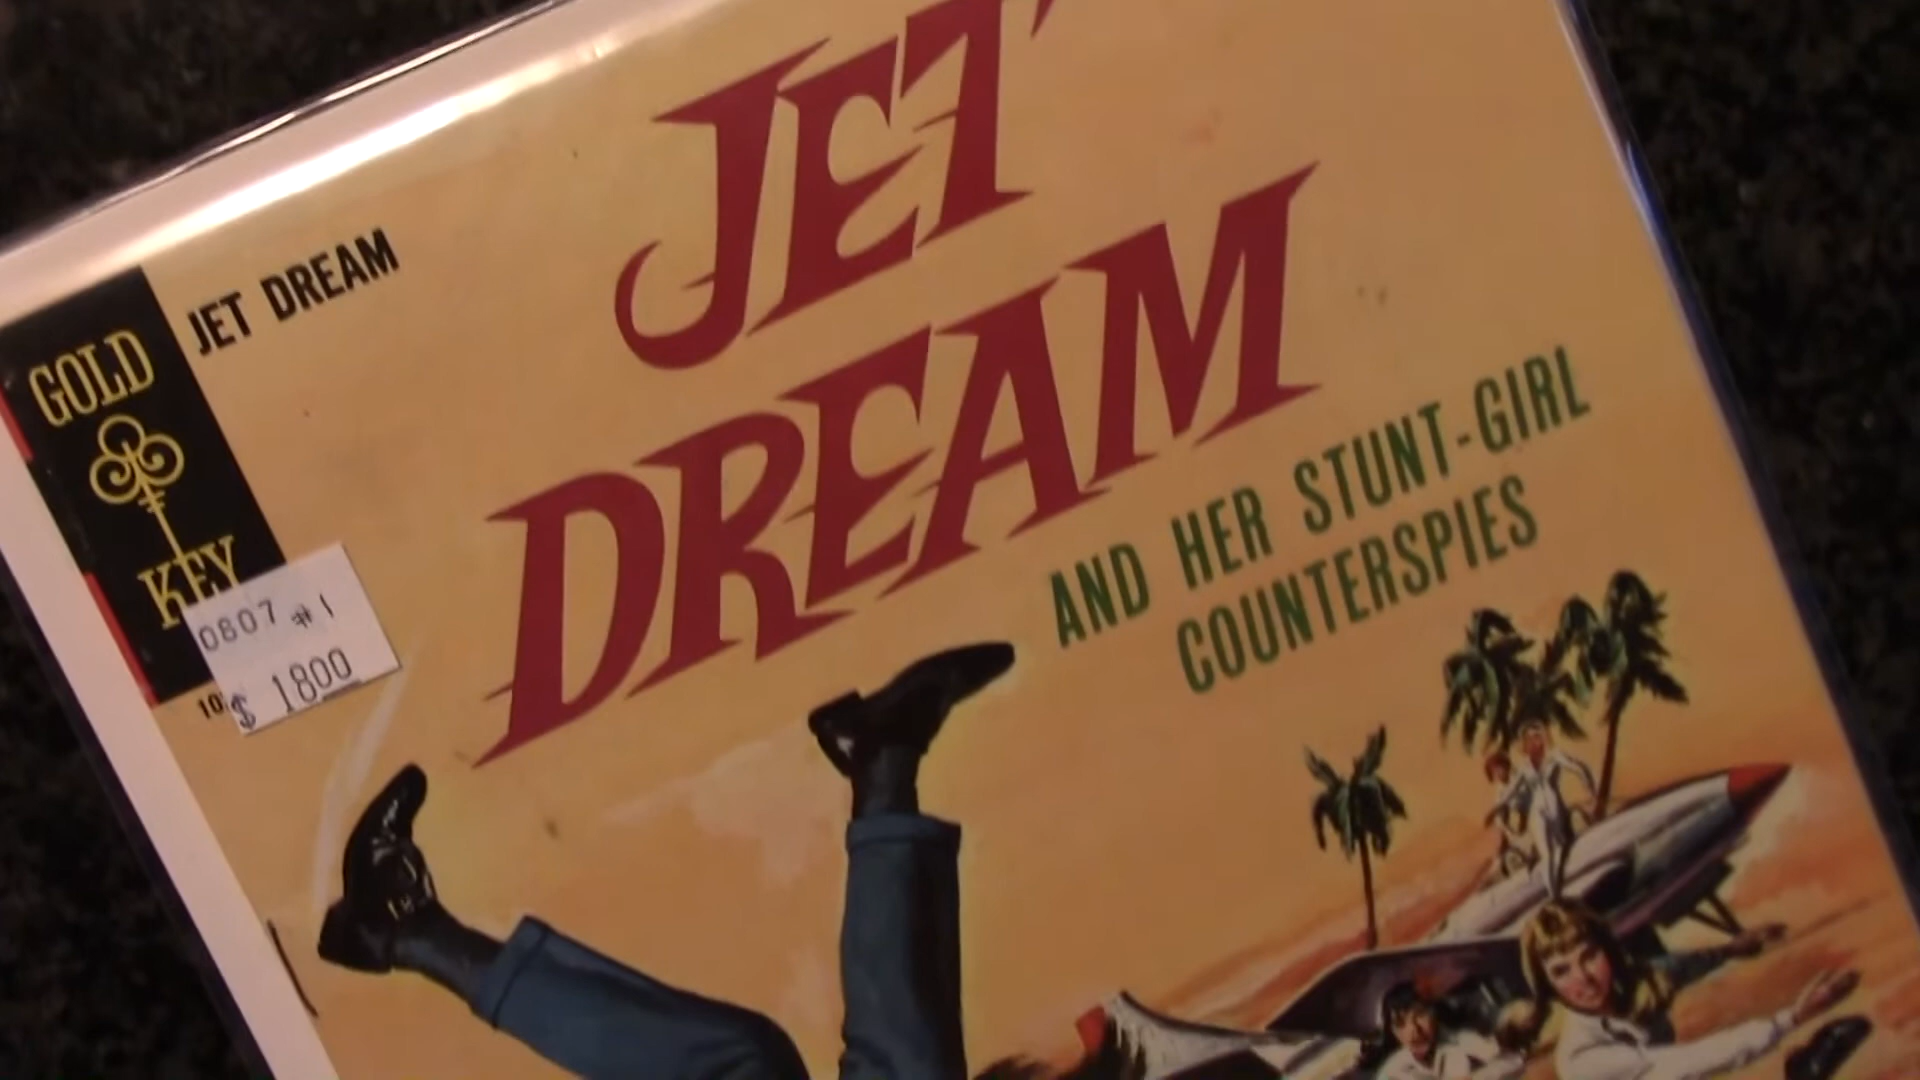 JET
DREAM
AND HER STUNT-GIRL
COUNTERSPIES
JET DREAM
GOLD
KEY
0807 #1
$ 1800